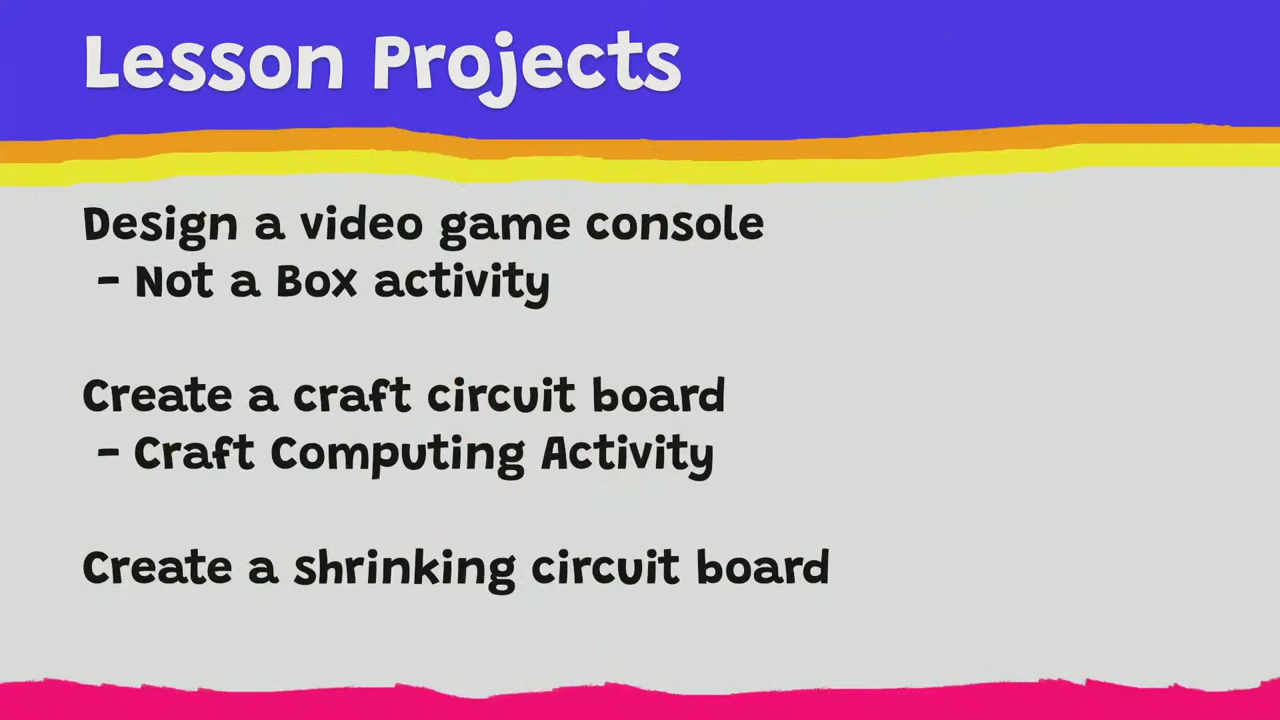 Lesson Projects
Design a video game console
- Not a Box activity
Create a craft circuit board
- Craft Computing Activity
Create a shrinking circuit board